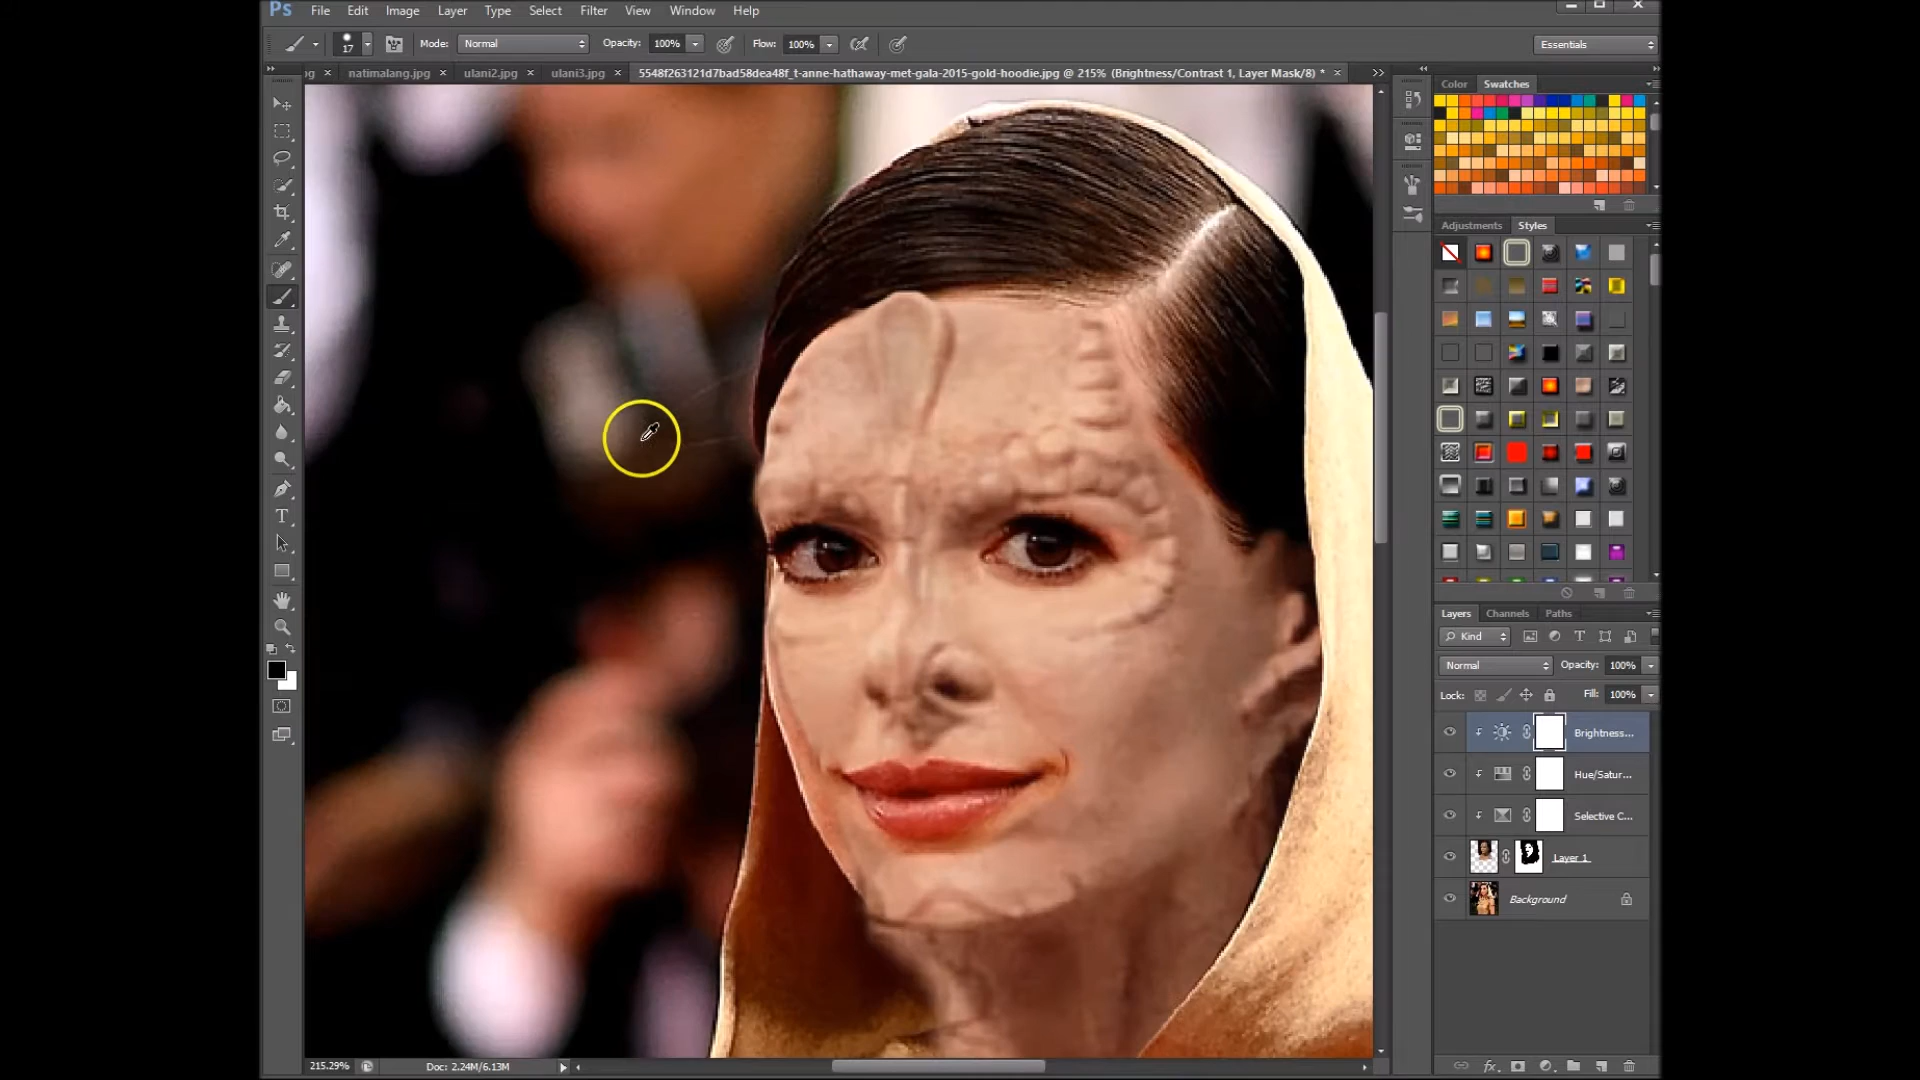 Ps File Edit Image Layer Type Select Filter View Window Help
17 Mode: Normal Opacity: 100% Flow: 100% Essentials
pg × natimalang.jpg × ulani2.jpg × ulani3.jpg × 5548f263121d7bad58dea48f_t-anne-hathaway-met-gala-2015-gold-hoodie.jpg @ 215% (Brightness/Contrast 1, Layer Mask/8) * ×
Color Swatches
Adjustments Styles
Layers Channels Paths
Kind
Normal Opacity: 100%
Lock: Fill: 100%
Brightness...
Hue/Satur...
Selective C...
Layer 1
Background
215.29% Doc: 2.24M/6.13M